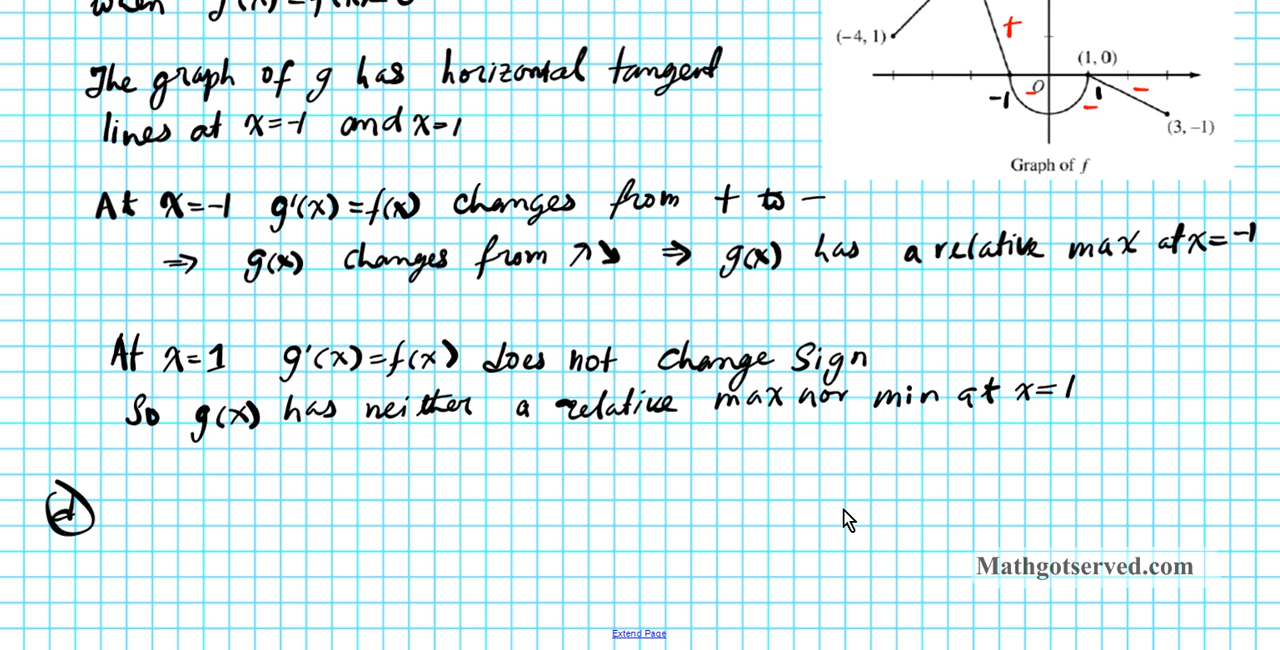 when g'(x)=f(x)=0
The graph of g has horizontal tangent
lines at x=-1 and x=1
At x=-1 g'(x)=f(x) changes from + to -
⇒ g(x) changes from ↗↘ ⇒ g(x) has a relative max at x=-1
At x=1 g'(x)=f(x) does not change sign
So g(x) has neither a relative max nor min at x=1
(d)
(-4, 1)
+
(1, 0)
-1 O - 1 - -
(3, -1)
Graph of f
Mathgotserved.com
Extend Page